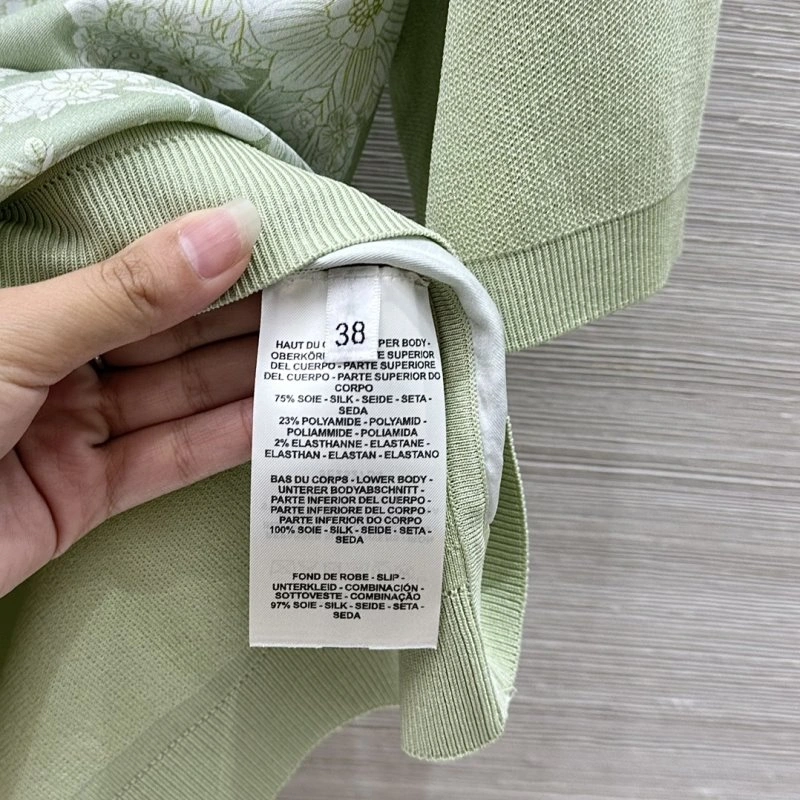 38
HAUT DU PER BODY -
OBERKÖR E SUPERIOR
DEL CUERPO - PARTE SUPERIORE
DEL CUERPO - PARTE SUPERIOR DO
CORPO
75% SOIE - SILK - SEIDE - SETA -
SEDA
23% POLYAMIDE - POLYAMID -
POLIAMMIDE - POLIAMIDA
2% ELASTHANNE - ELASTANE -
ELASTHAN - ELASTAN - ELASTANO
BAS DU CORPS - LOWER BODY -
UNTERER BODYABSCHNITT -
PARTE INFERIOR DEL CUERPO -
PARTE INFERIORE DEL CORPO -
PARTE INFERIOR DO CORPO
100% SOIE - SILK - SEIDE - SETA -
SEDA
FOND DE ROBE - SLIP -
UNTERKLEID - COMBINACIÓN -
SOTTOVESTE - COMBINAÇÃO
97% SOIE - SILK - SEIDE - SETA -
SEDA